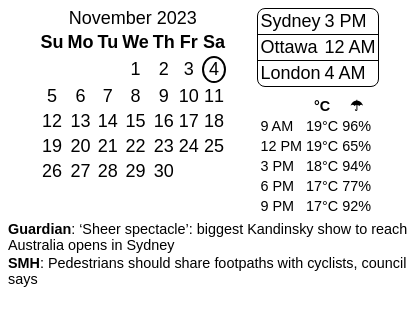 November 2023
Su Mo Tu We Th Fr Sa
1 2 3 4
5 6 7 8 9 10 11
12 13 14 15 16 17 18
19 20 21 22 23 24 25
26 27 28 29 30
Sydney 3 PM
Ottawa 12 AM
London 4 AM
°C ☂
9 AM 19°C 96%
12 PM 19°C 65%
3 PM 18°C 94%
6 PM 17°C 77%
9 PM 17°C 92%
Guardian: ‘Sheer spectacle’: biggest Kandinsky show to reach
Australia opens in Sydney
SMH: Pedestrians should share footpaths with cyclists, council
says